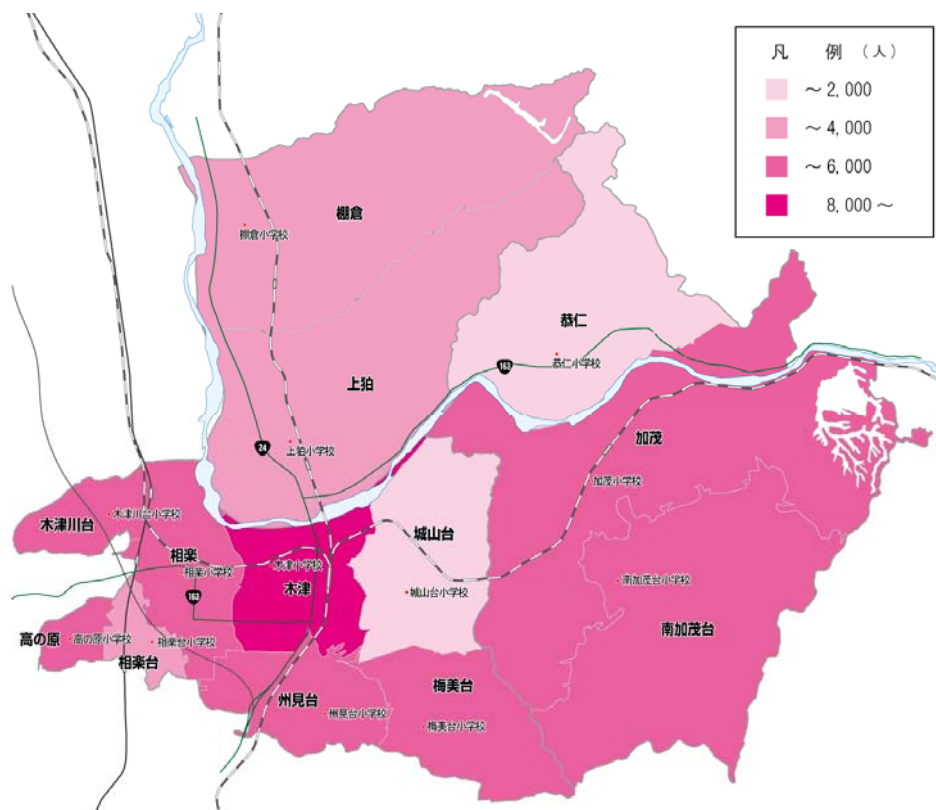 凡 例 (人)
～2,000
～4,000
～6,000
8,000～
棚倉
棚倉小学校
恭仁
163
恭仁小学校
上狛
加茂
24
上狛小学校
加茂小学校
木津川台
木津川台小学校
城山台
相楽
木津小学校
相楽小学校
木津
南加茂台小学校
163
城山台小学校
高の原
高の原小学校
相楽台小学校
南加茂台
相楽台
梅美台
州見台
州見台小学校
梅美台小学校